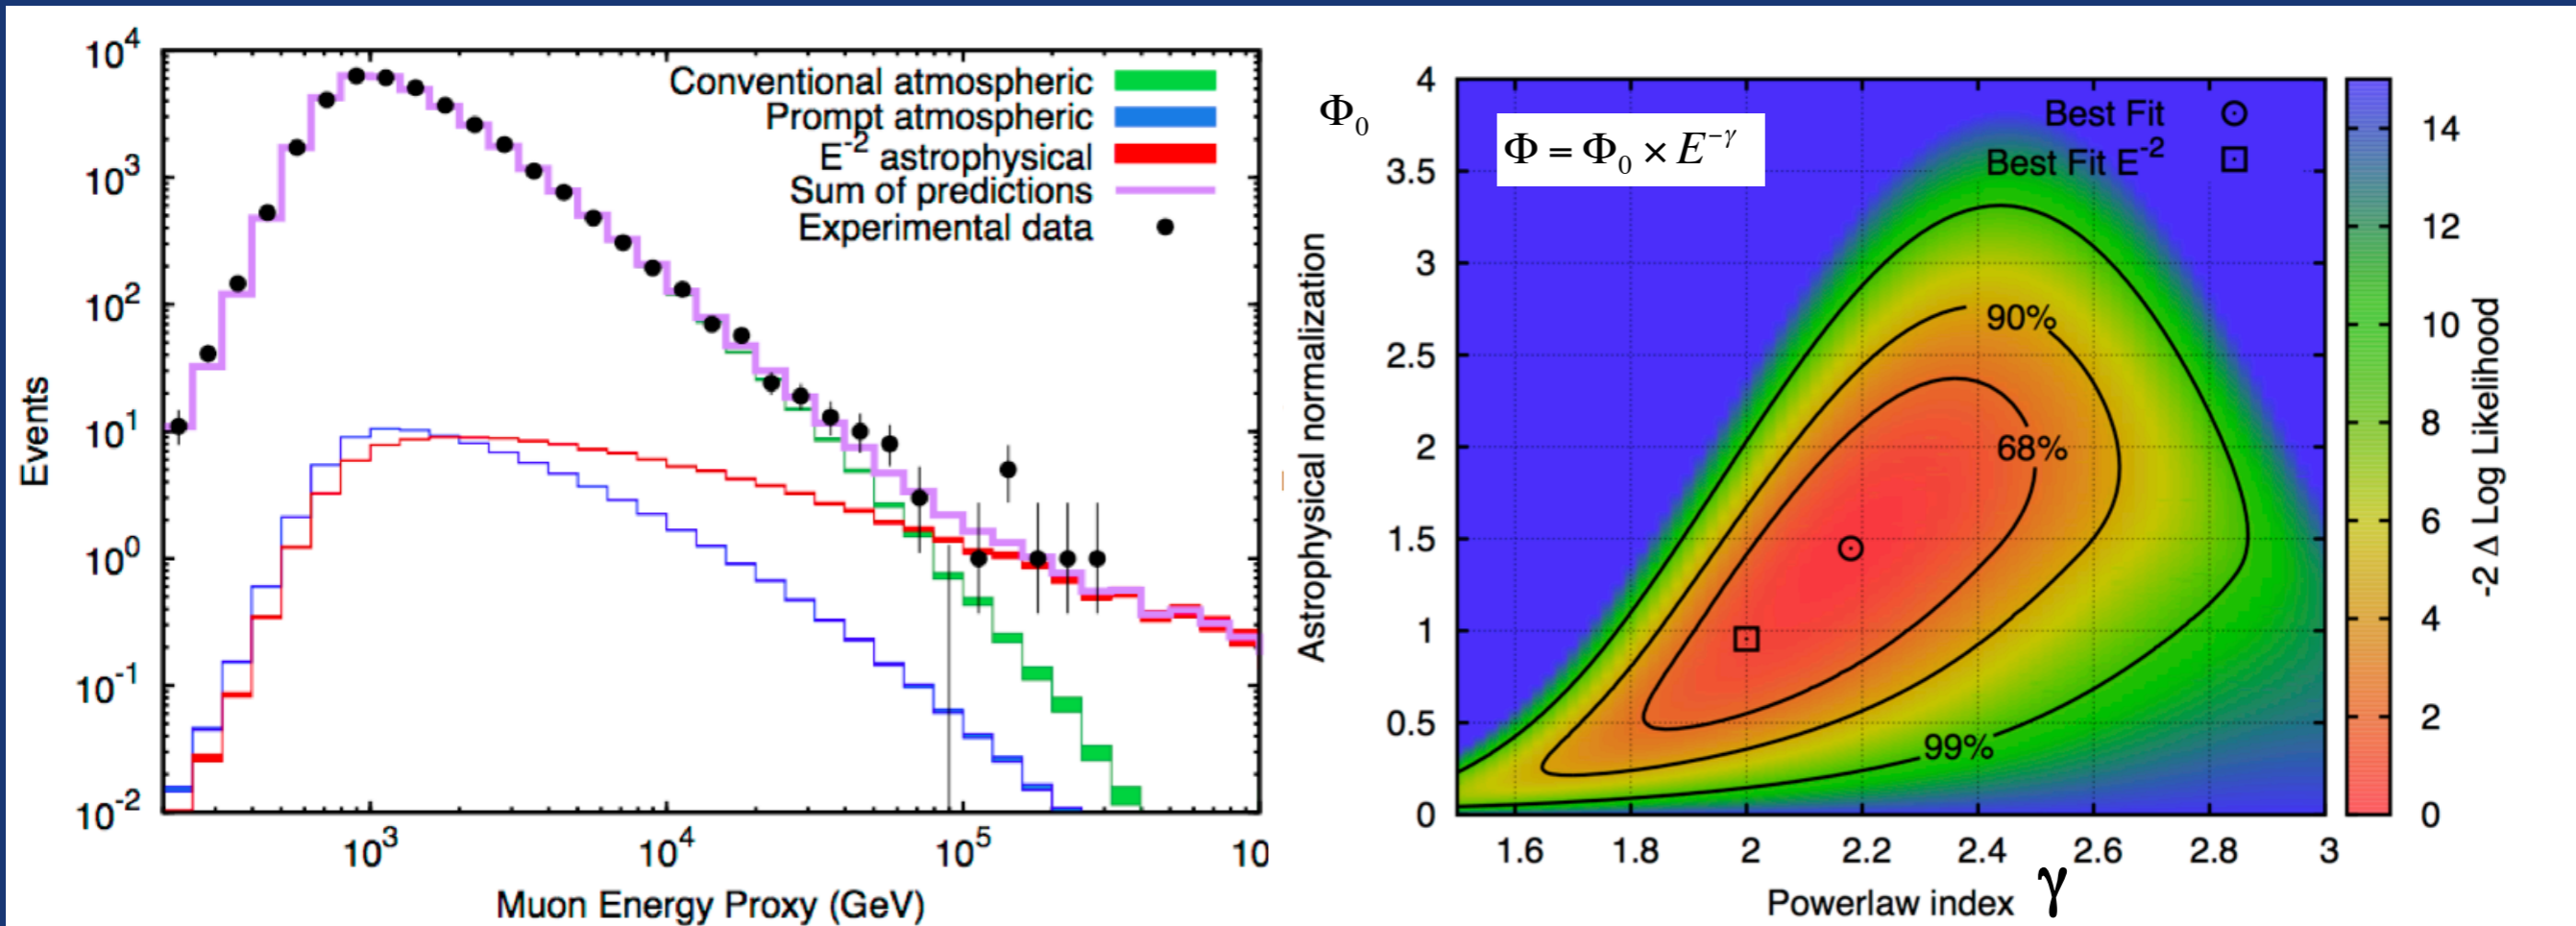 10^4
10^3
10^2
10^1
10^0
10^-1
10^-2
Events
Conventional atmospheric
Prompt atmospheric
E^-2 astrophysical
Sum of predictions
Experimental data
10^3
10^4
10^5
10
Muon Energy Proxy (GeV)
Φ_0
Astrophysical normalization
4
3.5
3
2.5
2
1.5
1
0.5
0
Φ = Φ_0 × E^-γ
Best Fit
Best Fit E^-2
90%
68%
99%
1.6
1.8
2
2.2
2.4
2.6
2.8
3
Powerlaw index γ
14
12
10
8
6
4
2
0
-2 Δ Log Likelihood